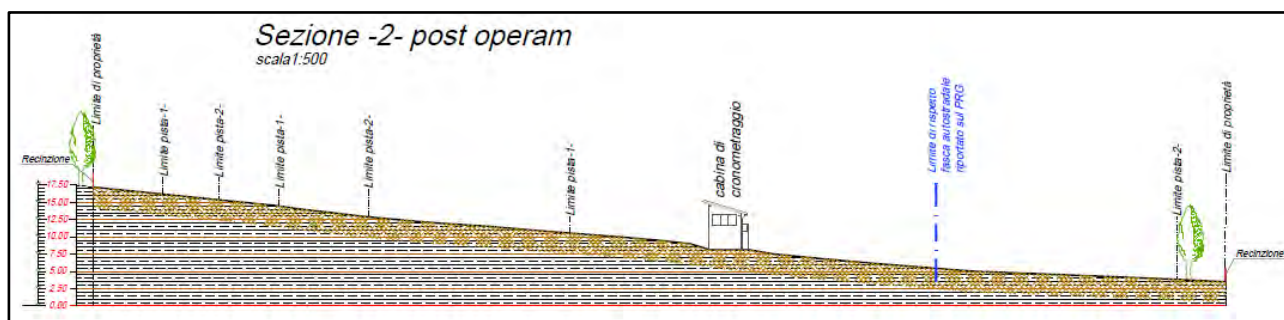 Sezione -2- post operam
scala1:500
Limite di proprietà
Limite pista-1-
Limite pista-2-
Limite pista-1-
Limite pista-2-
Limite pista-1-
cabina di
cronometraggio
Limite di rispetto
fasca autostradale
riportato sul PRG
Limite pista-2-
Limite di proprietà
Recinzione
Recinzione
17.50
15.00
12.50
10.00
7.50
5.00
2.50
0.00